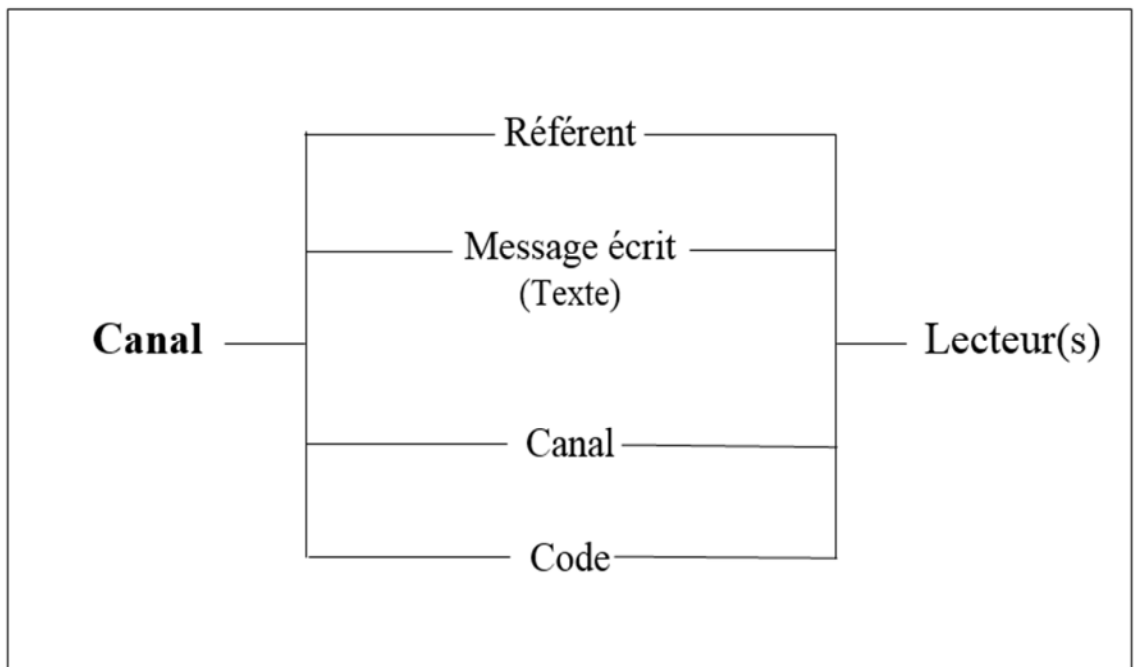 Référent
Message écrit
(Texte)
Canal
Lecteur(s)
Canal
Code